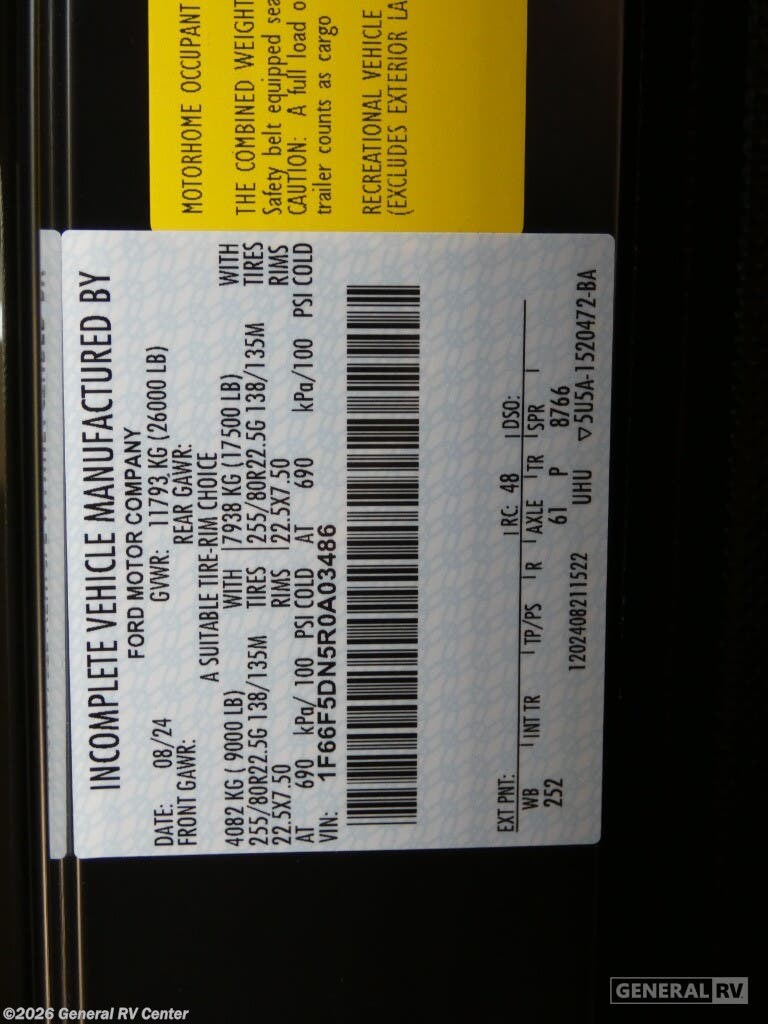 MOTORHOME OCCUPANT
THE COMBINED WEIGHT
Safety belt equipped sea
CAUTION: A full load o
trailer counts as cargo
RECREATIONAL VEHICLE
(EXCLUDES EXTERIOR LA
INCOMPLETE VEHICLE MANUFACTURED BY
FORD MOTOR COMPANY
DATE: 08/24 GVWR: 11793 KG (26000 LB)
FRONT GAWR: REAR GAWR:
A SUITABLE TIRE-RIM CHOICE
4082 KG ( 9000 LB) WITH 7938 KG (17500 LB) WITH
255/80R22.5G 138/135M TIRES 255/80R22.5G 138/135M TIRES
22.5X7.50 RIMS 22.5X7.50 RIMS
AT 690 kPa/ 100 PSI COLD AT 690 kPa/100 PSI COLD
VIN: 1F66F5DN5R0A03486
EXT PNT: RC: 48 DSO:
WB INT TR TP/PS R AXLE TR SPR
252 61 P 8766
UHU ▽5U5A-1520472-BA
1202408211522
GENERAL RV
©2026 General RV Center